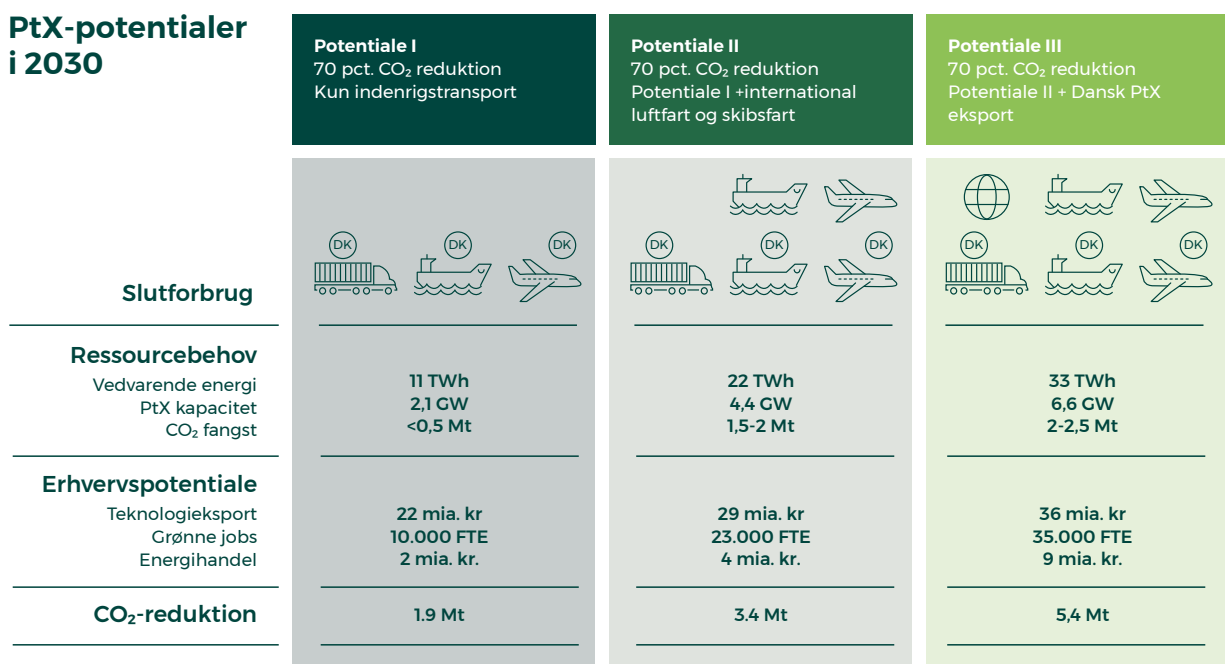 PtX-potentialer
i 2030
Potentiale I
70 pct. CO₂ reduktion
Kun indenrigstransport
Potentiale II
70 pct. CO₂ reduktion
Potentiale I +international
luftfart og skibsfart
Potentiale III
70 pct. CO₂ reduktion
Potentiale II + Dansk PtX
eksport
Slutforbrug
DK DK DK
DK DK DK
DK DK DK
Ressourcebehov
Vedvarende energi 11 TWh 22 TWh 33 TWh
PtX kapacitet 2,1 GW 4,4 GW 6,6 GW
CO₂ fangst <0,5 Mt 1,5-2 Mt 2-2,5 Mt
Erhvervspotentiale
Teknologieksport 22 mia. kr 29 mia. kr 36 mia. kr
Grønne jobs 10.000 FTE 23.000 FTE 35.000 FTE
Energihandel 2 mia. kr. 4 mia. kr. 9 mia. kr.
CO₂-reduktion 1.9 Mt 3.4 Mt 5,4 Mt